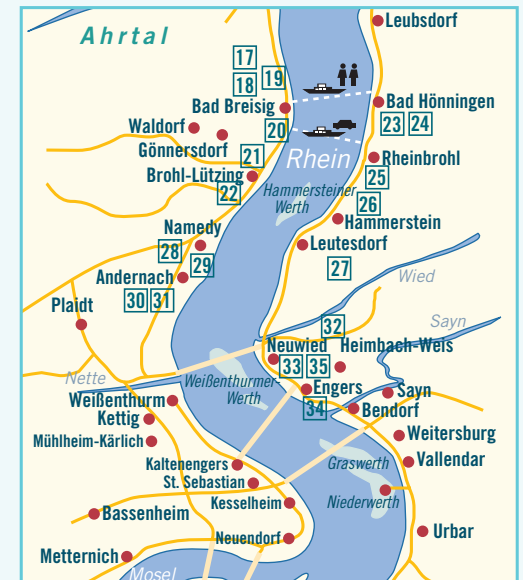 Leubsdorf
Ahrtal
17
18
19
Bad Breisig
Bad Hönningen
23 24
20
Waldorf
Gönnersdorf
Rhein
Rheinbrohl
21
Brohl-Lützing
25
22
Hammersteiner
Werth
26
Hammerstein
Namedy
28
29
Leutesdorf
27
Andernach
Wied
30 31
Plaidt
32
Sayn
Neuwied
Heimbach-Weis
33 35
Nette
Weißenthurmer-
Werth
Engers
Sayn
34
Bendorf
Weißenthurm
Kettig
Mühlheim-Kärlich
Weitersburg
Kaltenengers
Graswerth
Vallendar
St. Sebastian
Kesselheim
Niederwerth
Bassenheim
Urbar
Neuendorf
Metternich
Mosel